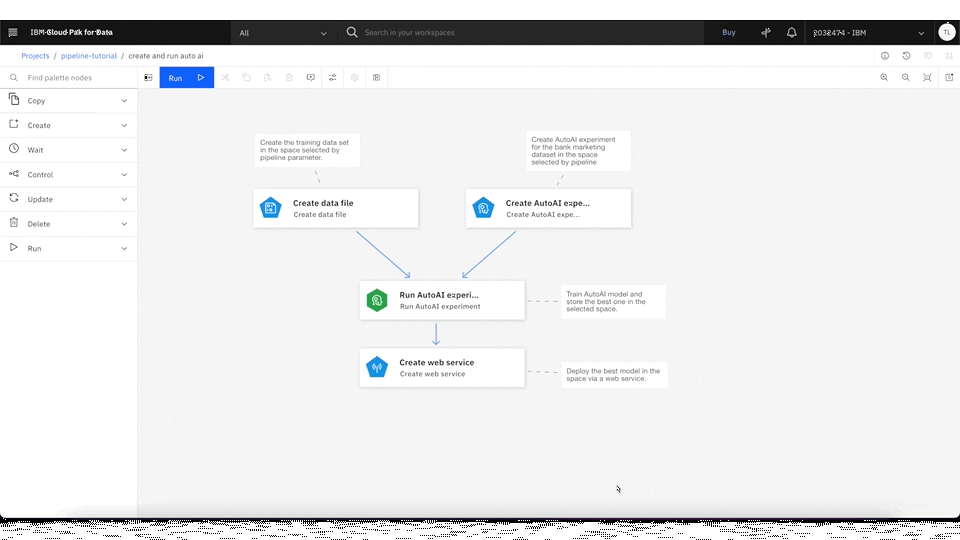 IBM Cloud Pak for Data
All
Search in your workspaces
Buy
2032474 - IBM
TL
Projects / pipeline-tutorial / create and run auto ai
Find palette nodes
Run
Copy
Create
Wait
Control
Update
Delete
Run
Create the training data set
in the space selected by
pipeline parameter.
Create AutoAI experiment
for the bank marketing
dataset in the space
selected by pipeline
Create data file
Create data file
Create AutoAI expe...
Create AutoAI expe...
Run AutoAI experi...
Run AutoAI experiment
Train AutoAI model and
store the best one in the
selected space.
Create web service
Create web service
Deploy the best model in the
space via a web service.